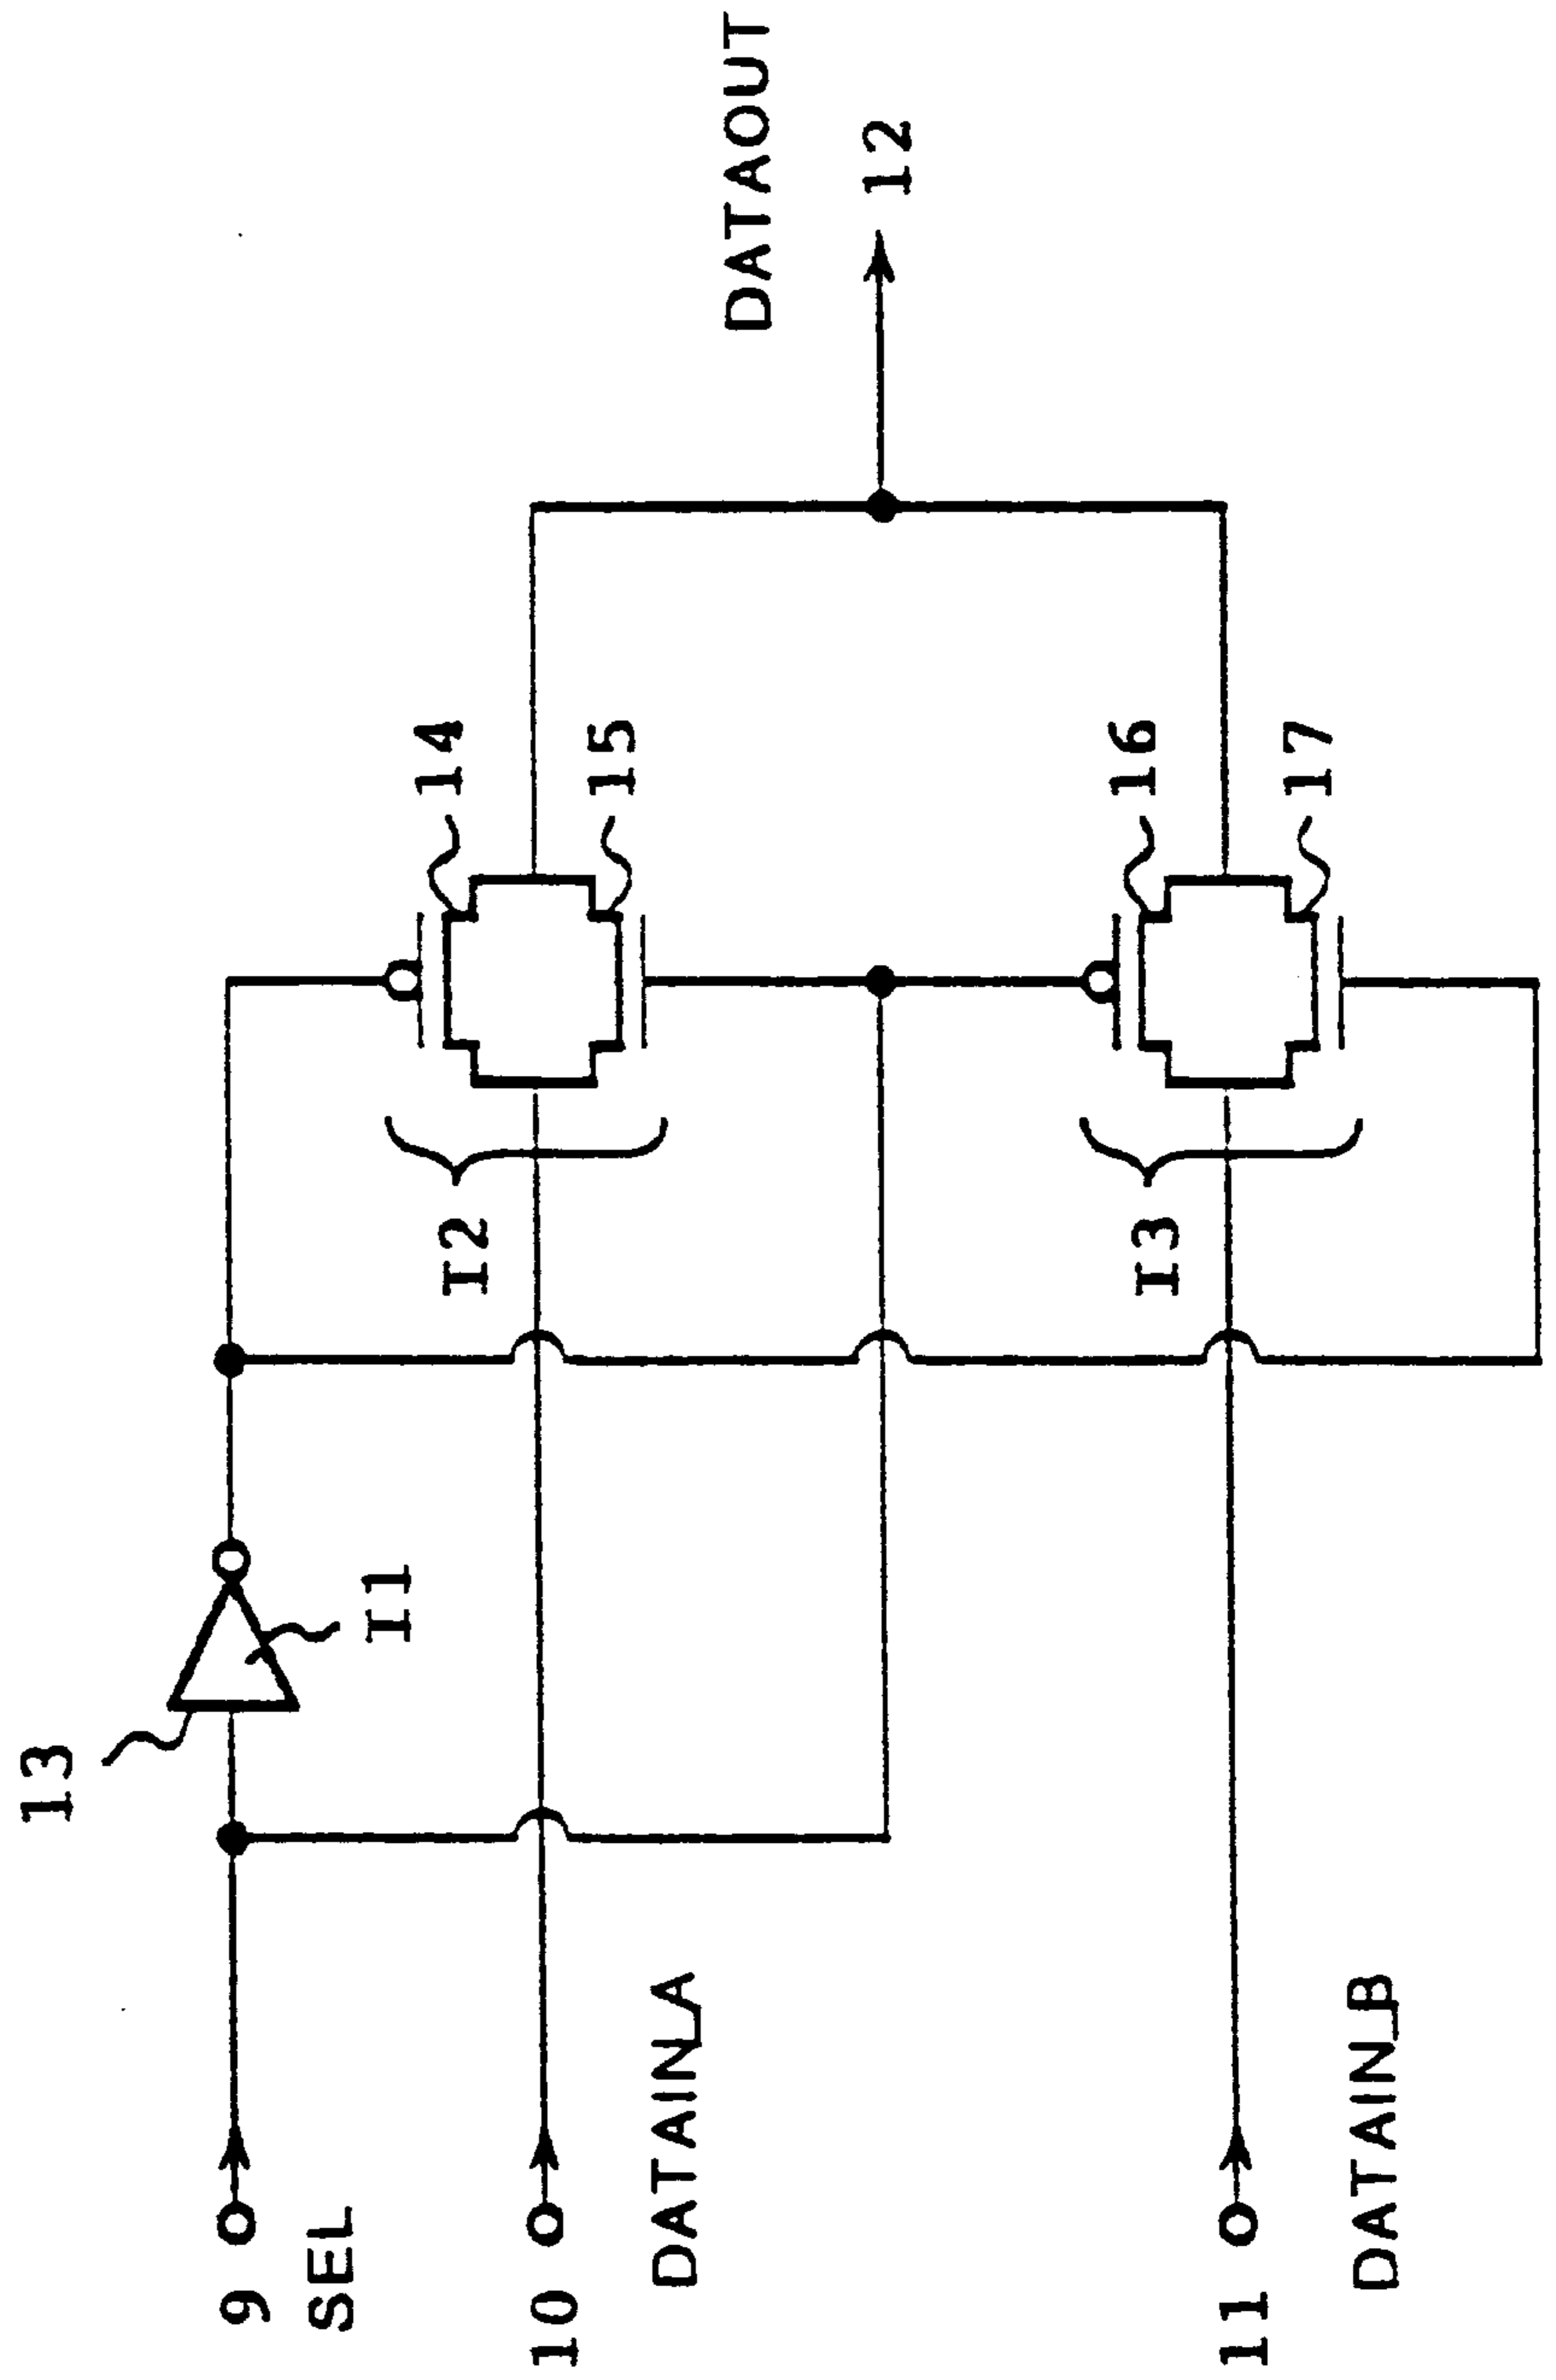 13
I1
9
SEL
10
DATAIN_A
11
DATAIN_B
I2
14
15
I3
16
17
DATAOUT
12